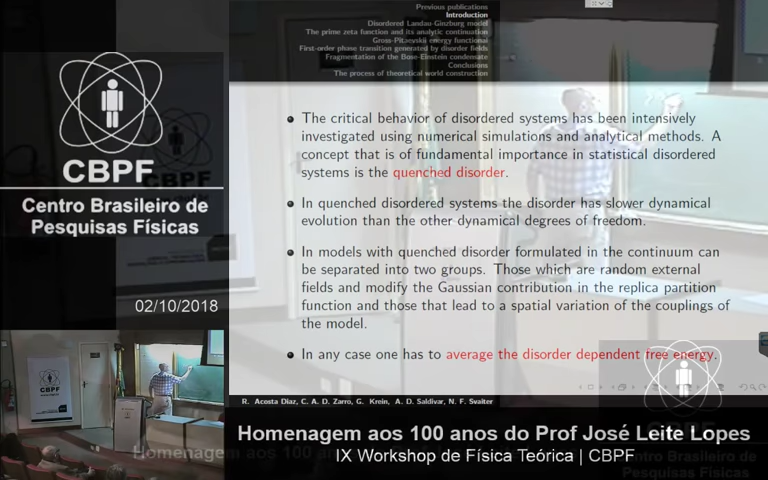 Previous publications
Introduction
Disordered Landau-Ginzburg model
The prime zeta function and its analytic continuation
Gross-Pitaevskii energy functional
First-order phase transition generated by disorder fields
Fragmentation of the Bose-Einstein condensate
Conclusions
The process of theoretical world construction
CBPF
Centro Brasileiro de
Pesquisas Físicas
02/10/2018
The critical behavior of disordered systems has been intensively
investigated using numerical simulations and analytical methods. A
concept that is of fundamental importance in statistical disordered
systems is the quenched disorder.
In quenched disordered systems the disorder has slower dynamical
evolution than the other dynamical degrees of freedom.
In models with quenched disorder formulated in the continuum can
be separated into two groups. Those which are random external
fields and modify the Gaussian contribution in the replica partition
function and those that lead to a spatial variation of the couplings of
the model.
In any case one has to average the disorder dependent free energy.
R. Acosta Diaz, C. A. D. Zarro, G. Krein, A. D. Saldivar, N. F. Svaiter
CBPF
Homenagem aos 100 anos do Prof José Leite Lopes
IX Workshop de Física Teórica | CBPF